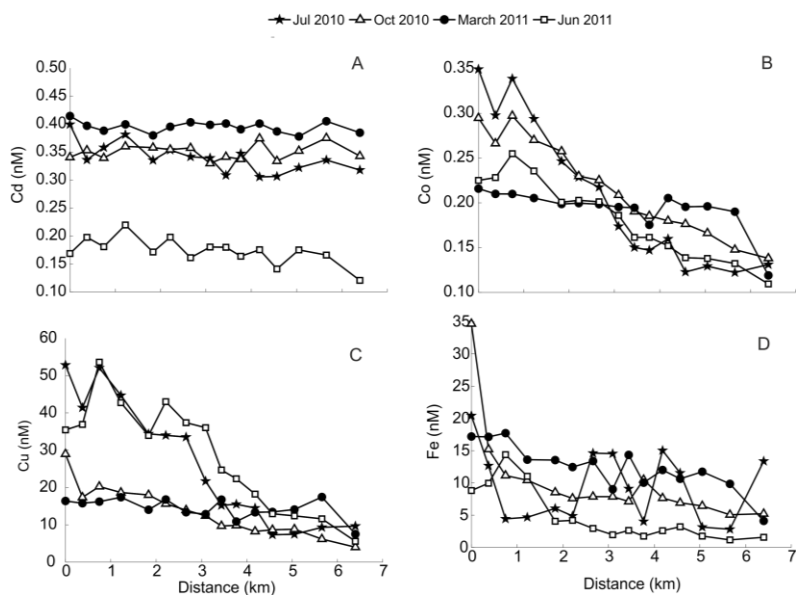 Jul 2010 Oct 2010 March 2011 Jun 2011
A
0.50
0.45
0.40
0.35
0.30
0.25
0.20
0.15
0.10
Cd (nM)
B
0.35
0.30
0.25
0.20
0.15
0.10
Co (nM)
C
60
50
40
30
20
10
0
Cu (nM)
0 1 2 3 4 5 6 7
Distance (km)
D
35
30
25
20
15
10
5
0
Fe (nM)
0 1 2 3 4 5 6 7
Distance (km)